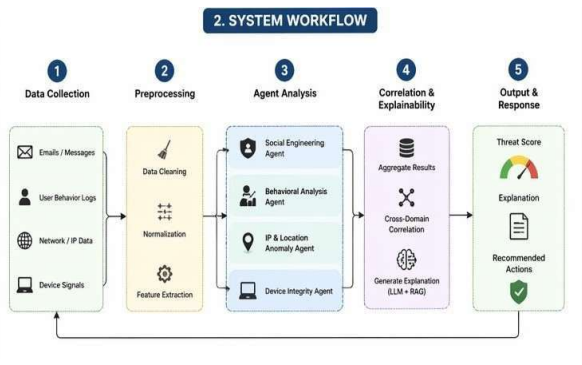 2. SYSTEM WORKFLOW
1
Data Collection
Emails / Messages
User Behavior Logs
Network / IP Data
Device Signals
2
Preprocessing
Data Cleaning
Normalization
Feature Extraction
3
Agent Analysis
Social Engineering
Agent
Behavioral Analysis
Agent
IP & Location
Anomaly Agent
Device Integrity Agent
4
Correlation &
Explainability
Aggregate Results
Cross-Domain
Correlation
Generate Explanation
(LLM + RAG)
5
Output &
Response
Threat Score
Explanation
Recommended
Actions